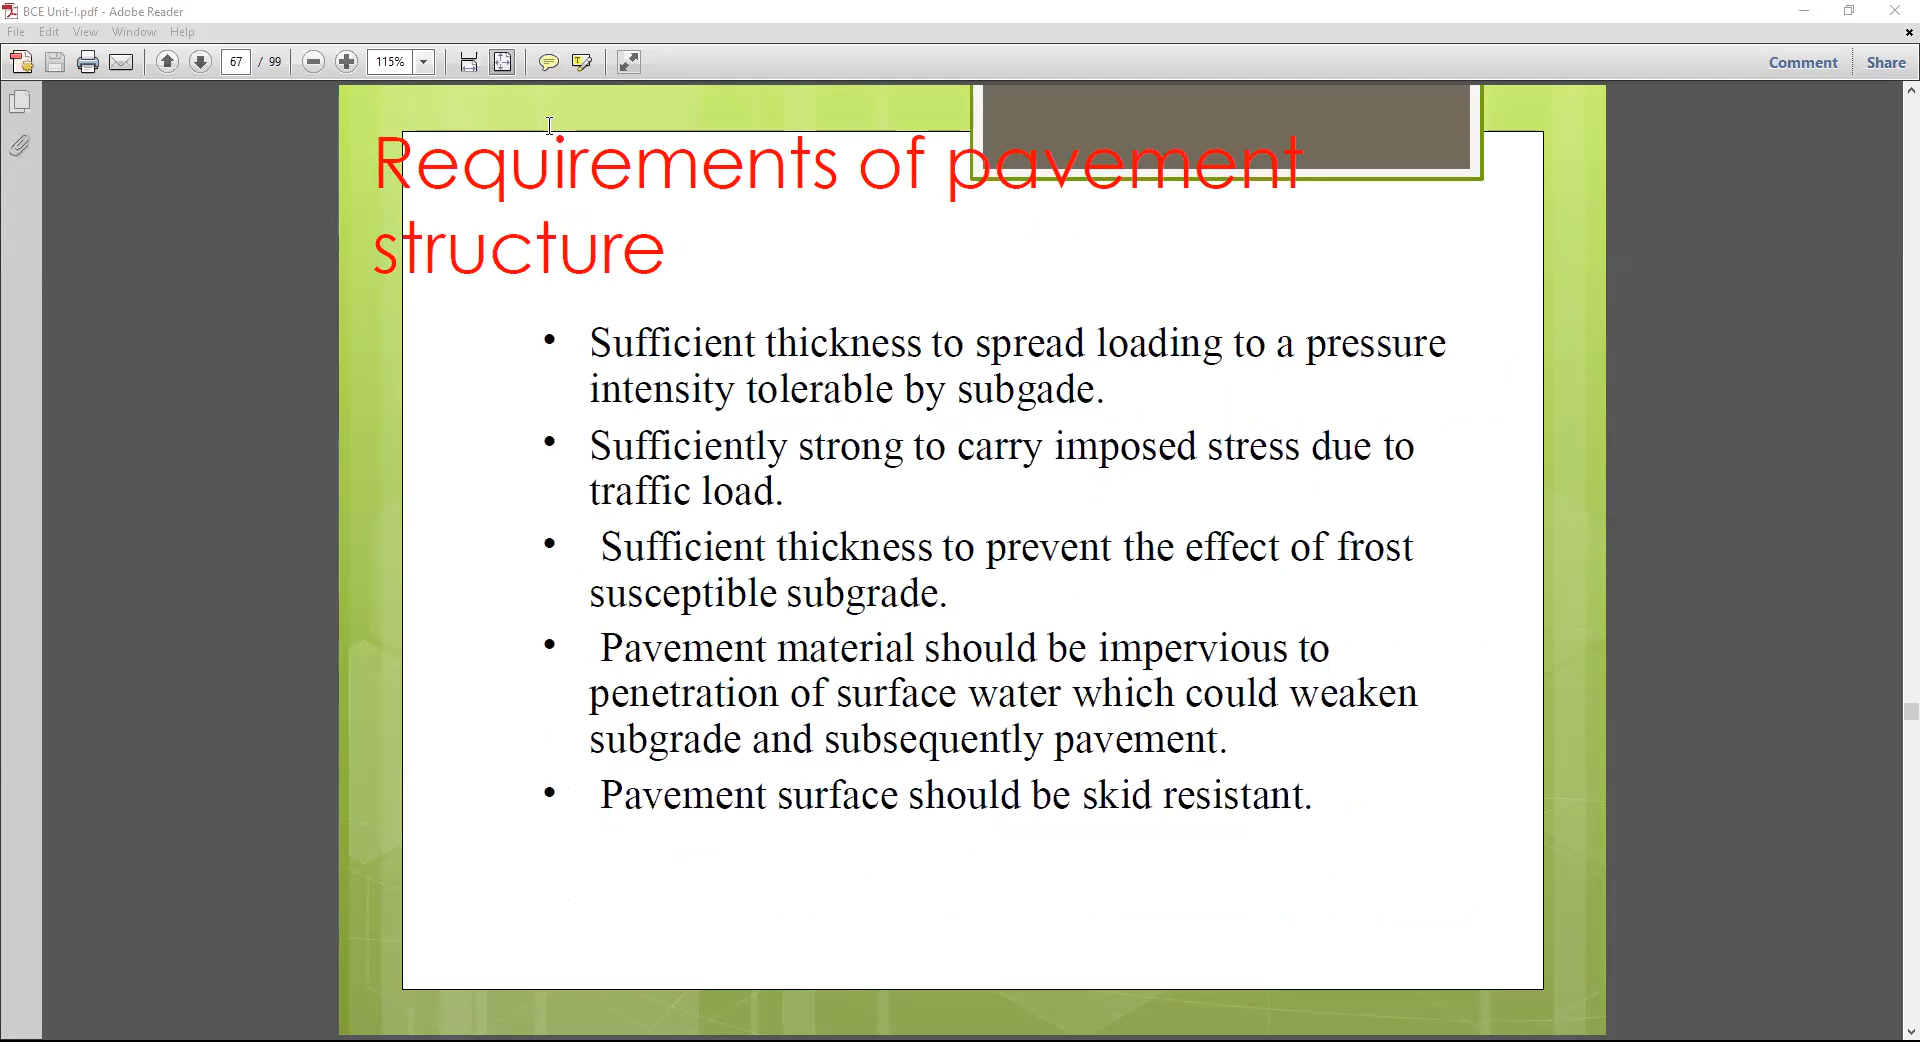 BCE Unit-I.pdf - Adobe Reader
File Edit View Window Help
67 / 99 115% Comment Share
Requirements of pavement
structure
• Sufficient thickness to spread loading to a pressure
intensity tolerable by subgade.
• Sufficiently strong to carry imposed stress due to
traffic load.
• Sufficient thickness to prevent the effect of frost
susceptible subgrade.
• Pavement material should be impervious to
penetration of surface water which could weaken
subgrade and subsequently pavement.
• Pavement surface should be skid resistant.